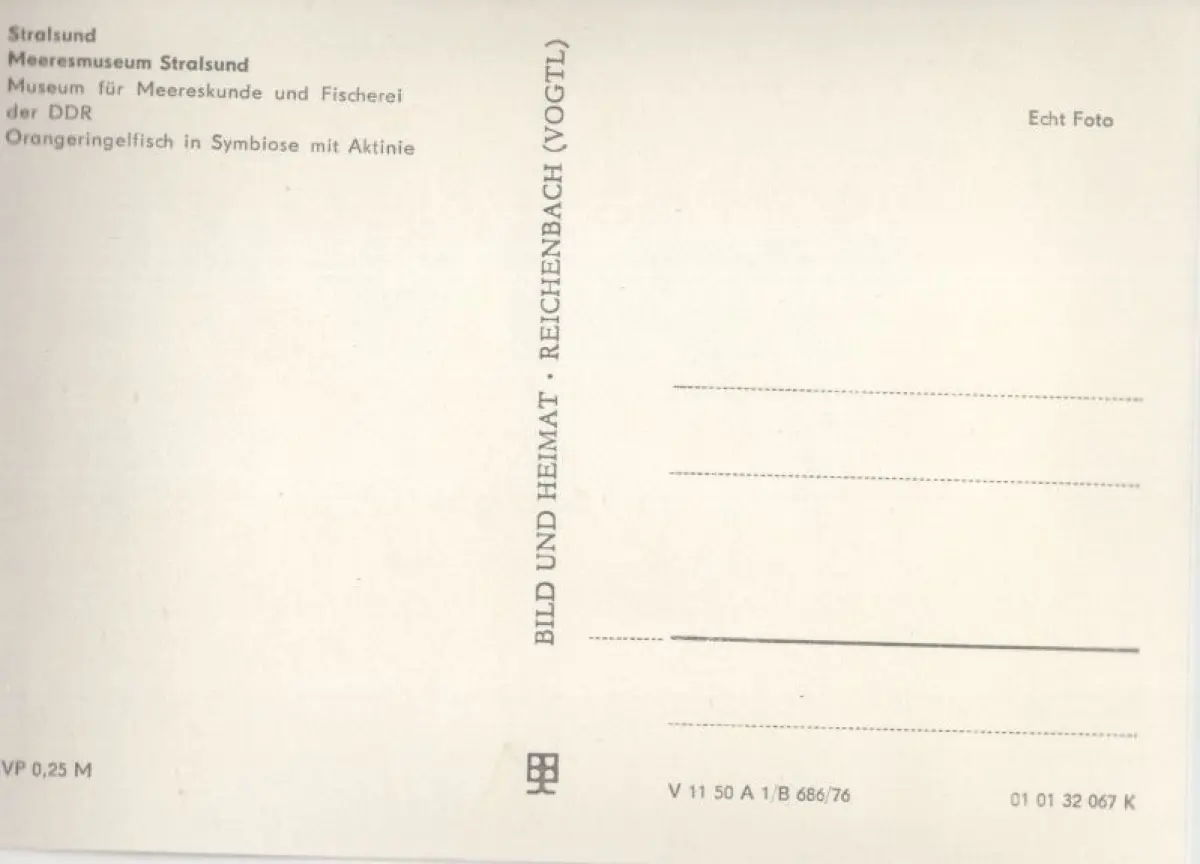 Stralsund
Meeresmuseum Stralsund
Museum für Meereskunde und Fischerei
der DDR
Orangeringelfisch in Symbiose mit Aktinie
BILD UND HEIMAT · REICHENBACH (VOGTL)
Echt Foto
VP 0,25 M
V 11 50 A 1/B 686/76
01 01 32 067 K